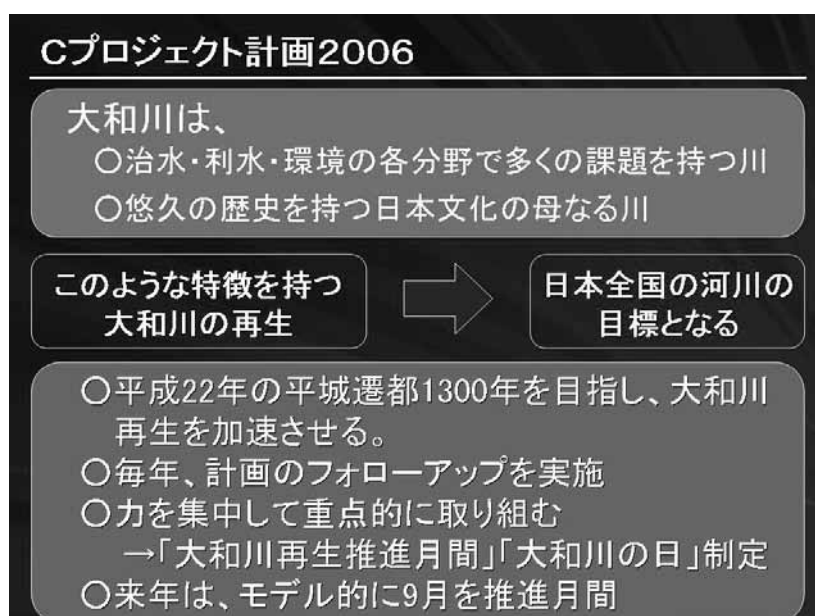 Cプロジェクト計画2006
大和川は、
○治水・利水・環境の各分野で多くの課題を持つ川
○悠久の歴史を持つ日本文化の母なる川
このような特徴を持つ
大和川の再生
日本全国の河川の
目標となる
○平成22年の平城遷都1300年を目指し、大和川
再生を加速させる。
○毎年、計画のフォローアップを実施
○力を集中して重点的に取り組む
→「大和川再生推進月間」「大和川の日」制定
○来年は、モデル的に9月を推進月間